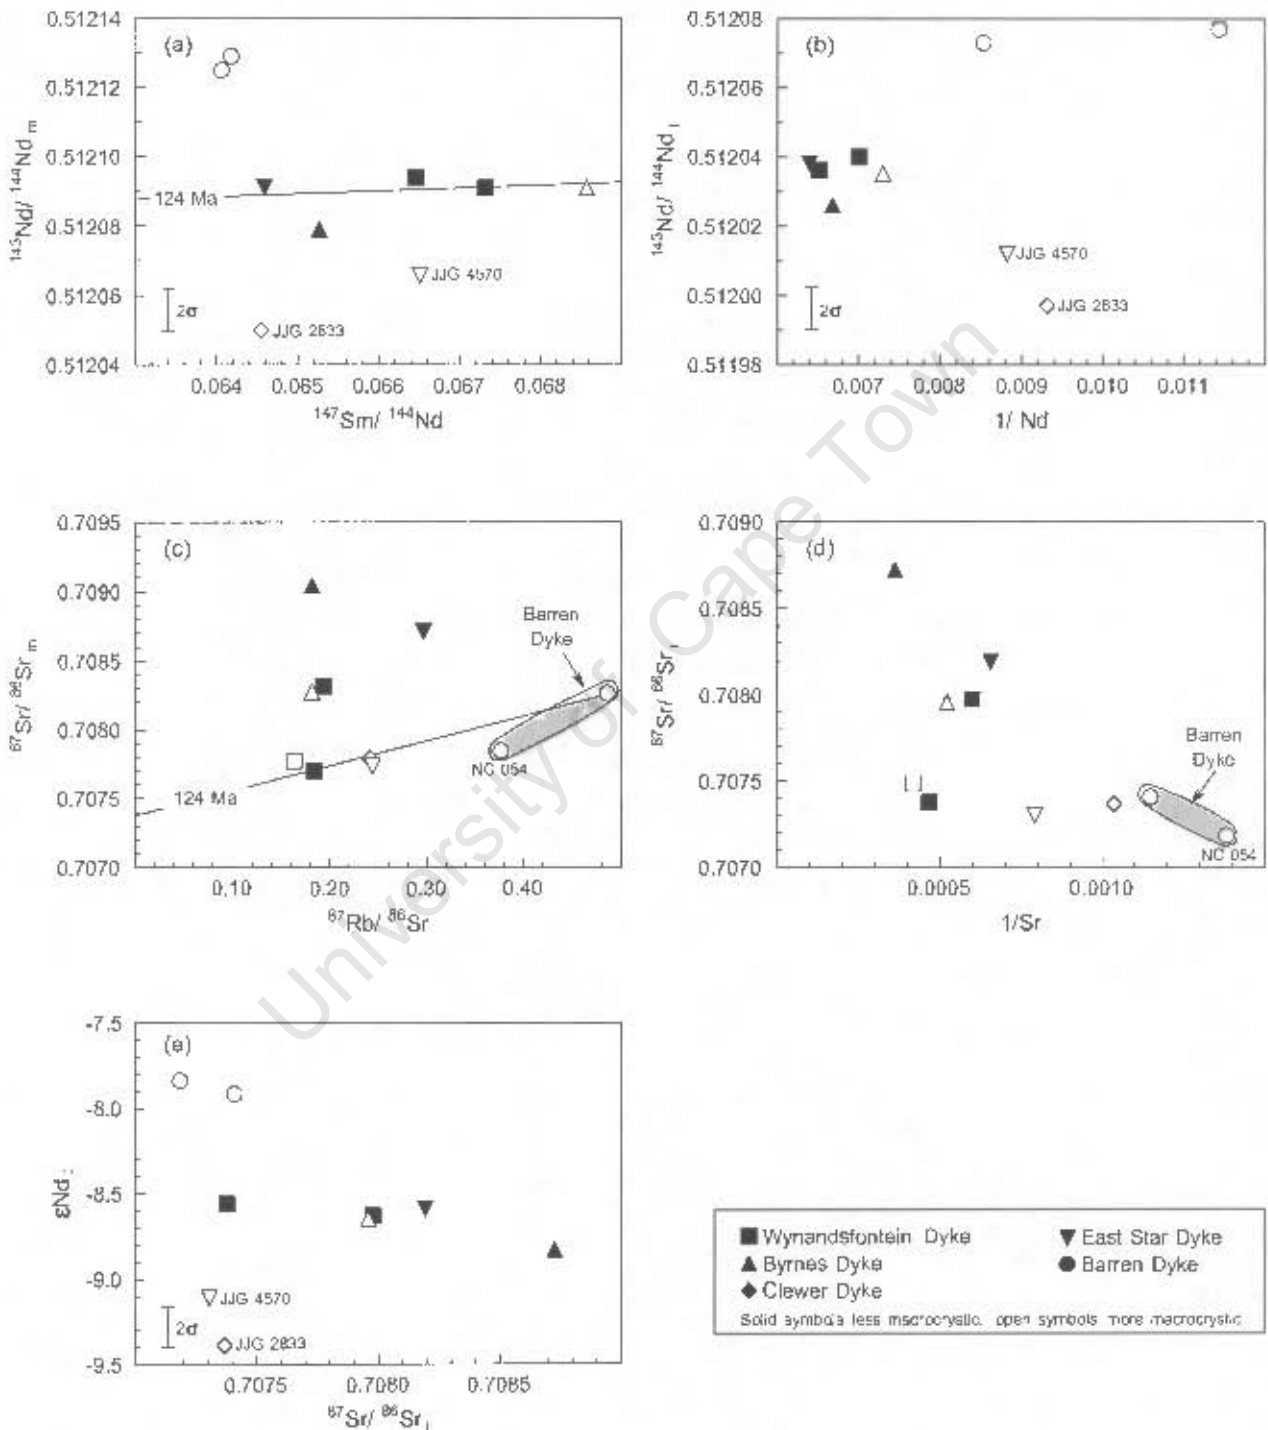 (a)
0.51214
0.51212
0.51210
0.51208
0.51206
0.51204
143Nd/ 144Nd m
124 Ma
JJG 4570
JJG 2833
2σ
0.064 0.065 0.066 0.067 0.068
147Sm/ 144Nd
(b)
0.51208
0.51206
0.51204
0.51202
0.51200
0.51198
143Nd/ 144Nd i
JJG 4570
JJG 2833
2σ
0.007 0.008 0.009 0.010 0.011
1/ Nd
(c)
0.7095
0.7090
0.7085
0.7080
0.7075
0.7070
87Sr/ 86Sr m
Barren
Dyke
NC 054
124 Ma
0.10 0.20 0.30 0.40
87Rb/ 86Sr
(d)
0.7090
0.7085
0.7080
0.7075
0.7070
87Sr/ 86Sr i
Barren
Dyke
NC 054
0.0005 0.0010
1/Sr
(e)
-7.5
-8.0
-8.5
-9.0
-9.5
εNd i
JJG 4570
JJG 2833
2σ
0.7075 0.7080 0.7085
87Sr/ 86Sr i
Wynandsfontein Dyke
Byrnes Dyke
Clewer Dyke
East Star Dyke
Barren Dyke
Solid symbols less macrocrystic, open symbols more macrocrystic
University of Cape Town